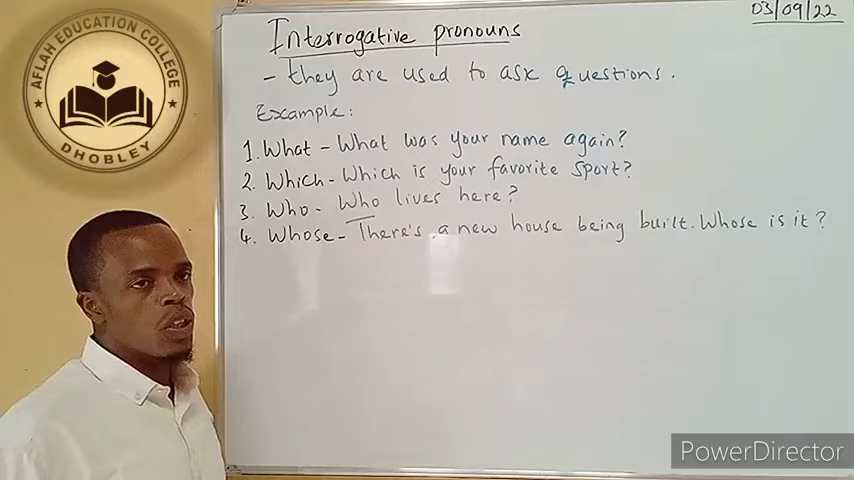 03/09/22
AFLAH EDUCATION COLLEGE
DHOBLEY
Interrogative pronouns
- they are used to ask questions.
Example:
1. What - What was your name again?
2. Which - Which is your favorite sport?
3. Who - Who lives here?
4. Whose - There's a new house being built. Whose is it?
PowerDirector